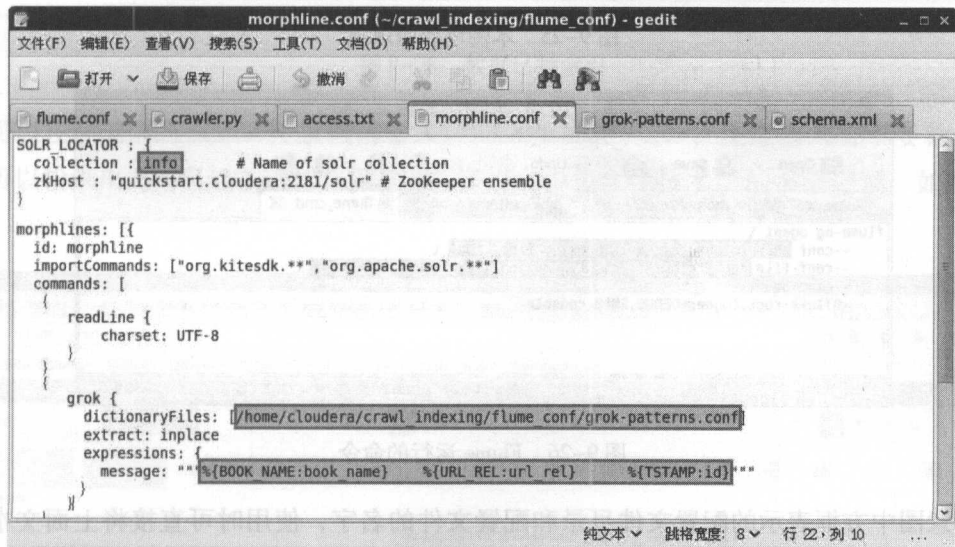 morphline.conf (~/crawl_indexing/flume_conf) - gedit
文件(F) 编辑(E) 查看(V) 搜索(S) 工具(T) 文档(D) 帮助(H)
打开 保存 撤消
flume.conf crawler.py access.txt morphline.conf grok-patterns.conf schema.xml
SOLR_LOCATOR : {
collection : info # Name of solr collection
zkHost : "quickstart.cloudera:2181/solr" # ZooKeeper ensemble
}
morphlines: [{
id: morphline
importCommands: ["org.kitesdk.**","org.apache.solr.**"]
commands: [
{
readLine {
charset: UTF-8
}
}
{
grok {
dictionaryFiles: [/home/cloudera/crawl_indexing/flume_conf/grok-patterns.conf]
extract: inplace
expressions: {
message: """%{BOOK_NAME:book_name} %{URL_REL:url_rel} %{TSTAMP:id}"""
}
}
纯文本 跳格宽度: 8 行 22，列 10 ...